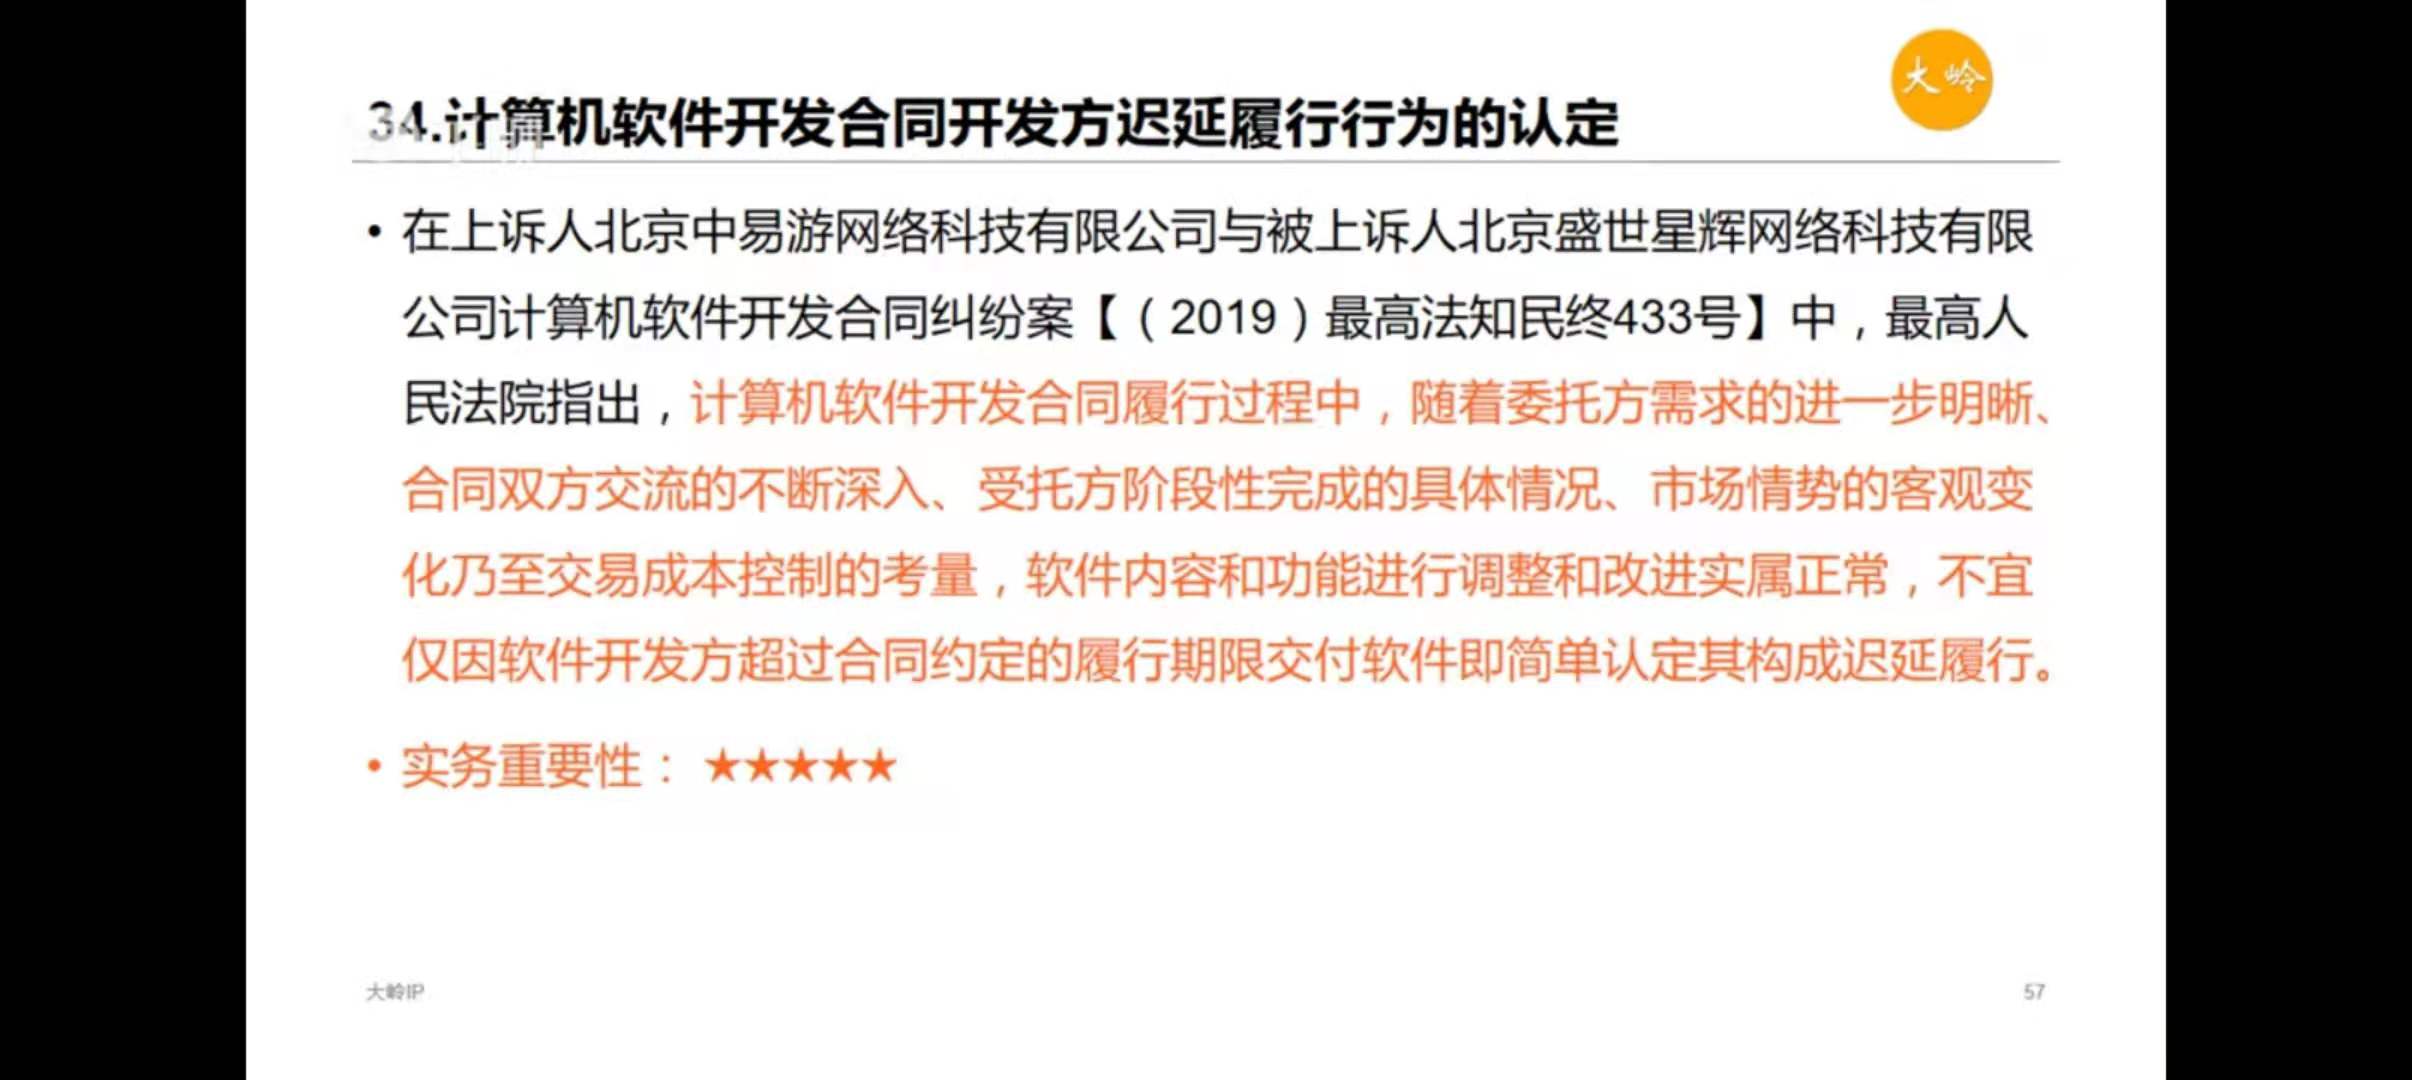 大岭
34.计算机软件开发合同开发方迟延履行行为的认定
• 在上诉人北京中易游网络科技有限公司与被上诉人北京盛世星辉网络科技有限
公司计算机软件开发合同纠纷案【（2019）最高法知民终433号】中，最高人
民法院指出，计算机软件开发合同履行过程中，随着委托方需求的进一步明晰、
合同双方交流的不断深入、受托方阶段性完成的具体情况、市场情势的客观变
化乃至交易成本控制的考量，软件内容和功能进行调整和改进实属正常，不宜
仅因软件开发方超过合同约定的履行期限交付软件即简单认定其构成迟延履行。
• 实务重要性： ★★★★★
大岭IP
57